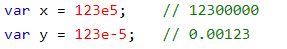 var x = 123e5;    // 12300000
var y = 123e-5;   // 0.00123